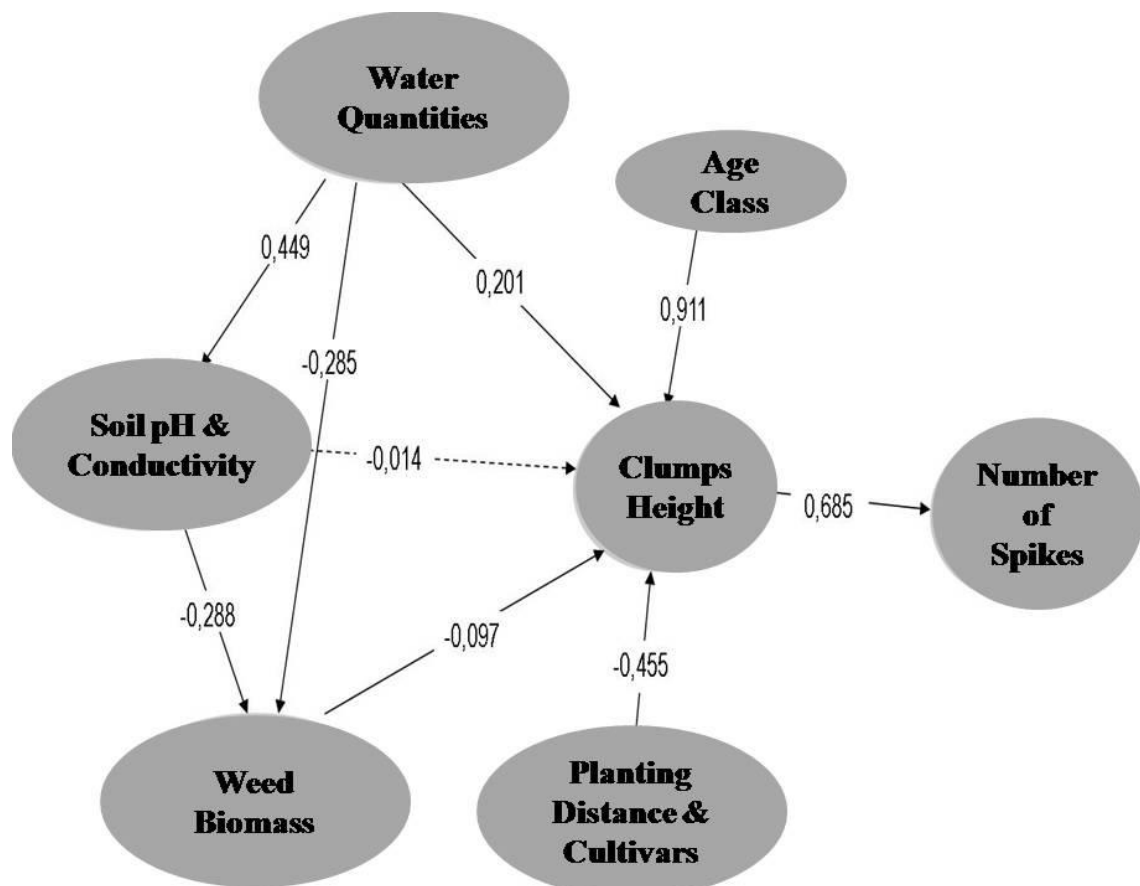 Water
Quantities
Age
Class
0,449
0,201
0,911
-0,285
Soil pH &
Conductivity
-0,014
Clumps
Height
0,685
Number
of
Spikes
-0,288
-0,097
-0,455
Weed
Biomass
Planting
Distance &
Cultivars